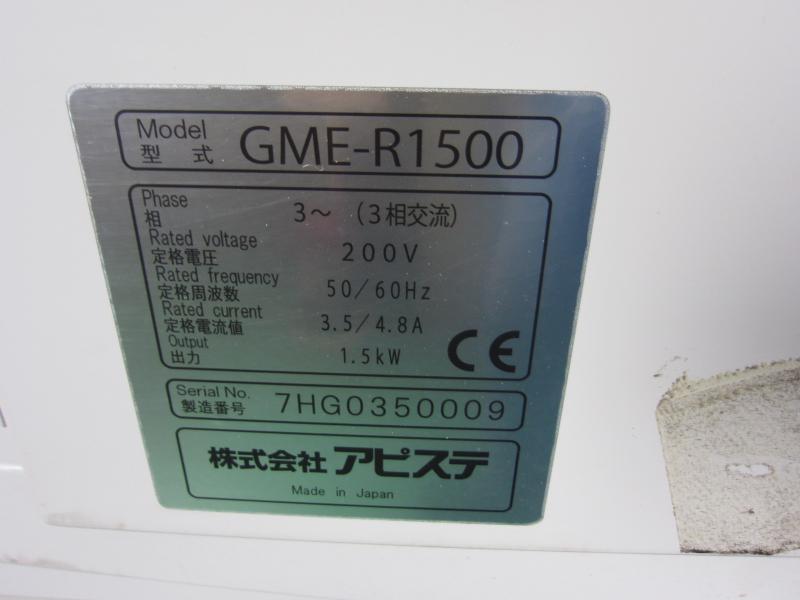 Model
型式 GME-R1500
Phase
相 3～ (3相交流)
Rated voltage
定格電圧 200V
Rated frequency
定格周波数 50/60Hz
Rated current
定格電流値 3.5/4.8A
Output
出力 1.5kW
CE
Serial No.
製造番号 7HG0350009
株式会社 アピステ
Made in Japan